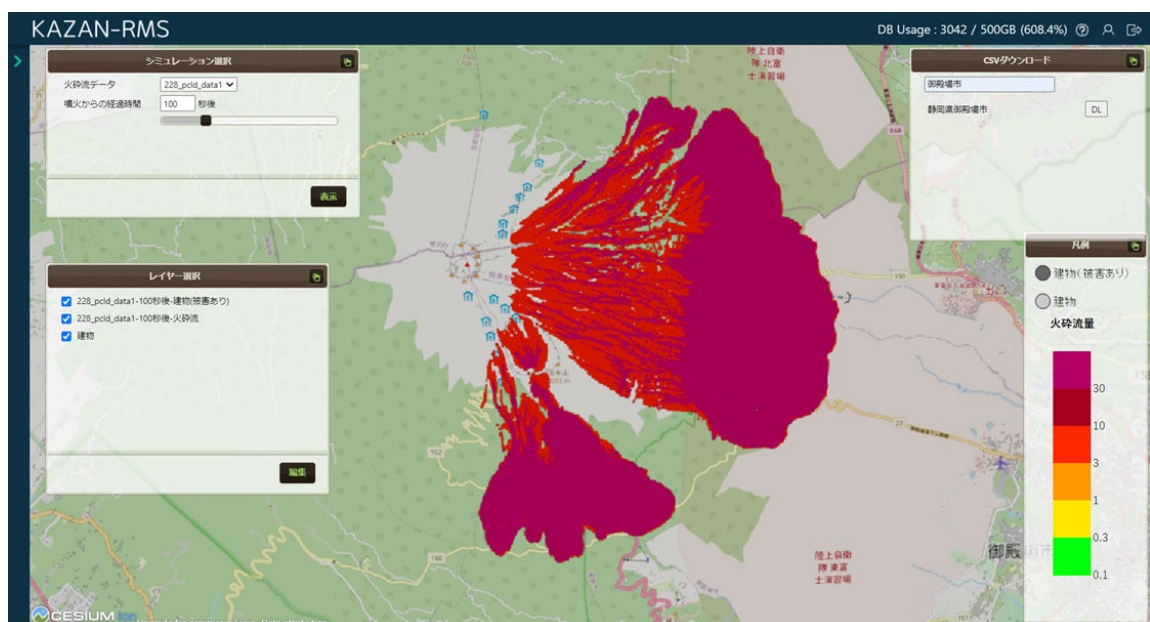 KAZAN-RMS
DB Usage : 3042 / 500GB (608.4%)
シミュレーション選択
火砕流データ 228_pcld_data1
噴火からの経過時間 100 秒後
表示
レイヤー選択
228_pcld_data1-100秒後-建物(被害あり)
228_pcld_data1-100秒後-火砕流
建物
編集
CSVダウンロード
御殿場市
静岡県御殿場市 DL
凡例
建物(被害あり)
建物
火砕流量
30
10
3
1
0.3
0.1
陸上自衛
隊北富
士演習場
陸上自衛
隊東富
士演習場
152
180
150
23
CESIUM ion